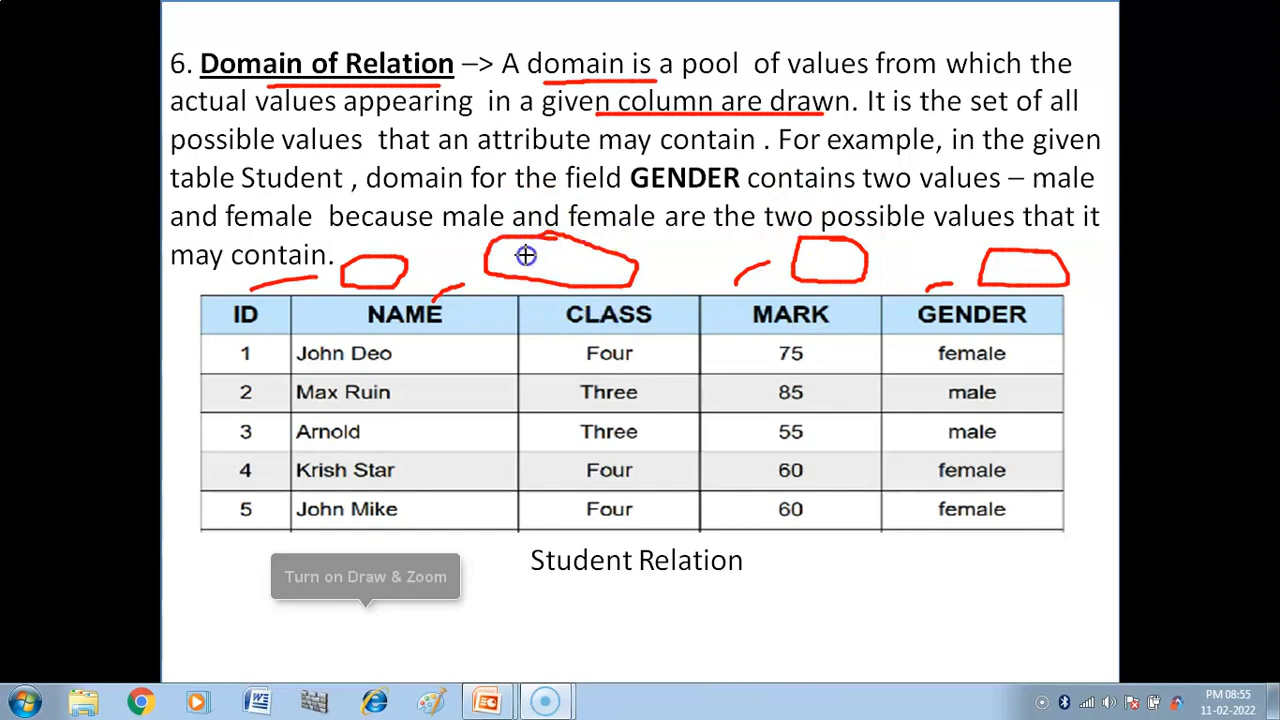 6. Domain of Relation –> A domain is a pool of values from which the
actual values appearing in a given column are drawn. It is the set of all
possible values that an attribute may contain . For example, in the given
table Student , domain for the field GENDER contains two values – male
and female because male and female are the two possible values that it
may contain.
ID NAME CLASS MARK GENDER
1 John Deo Four 75 female
2 Max Ruin Three 85 male
3 Arnold Three 55 male
4 Krish Star Four 60 female
5 John Mike Four 60 female
Student Relation
Turn on Draw & Zoom
PM 08:55
11-02-2022